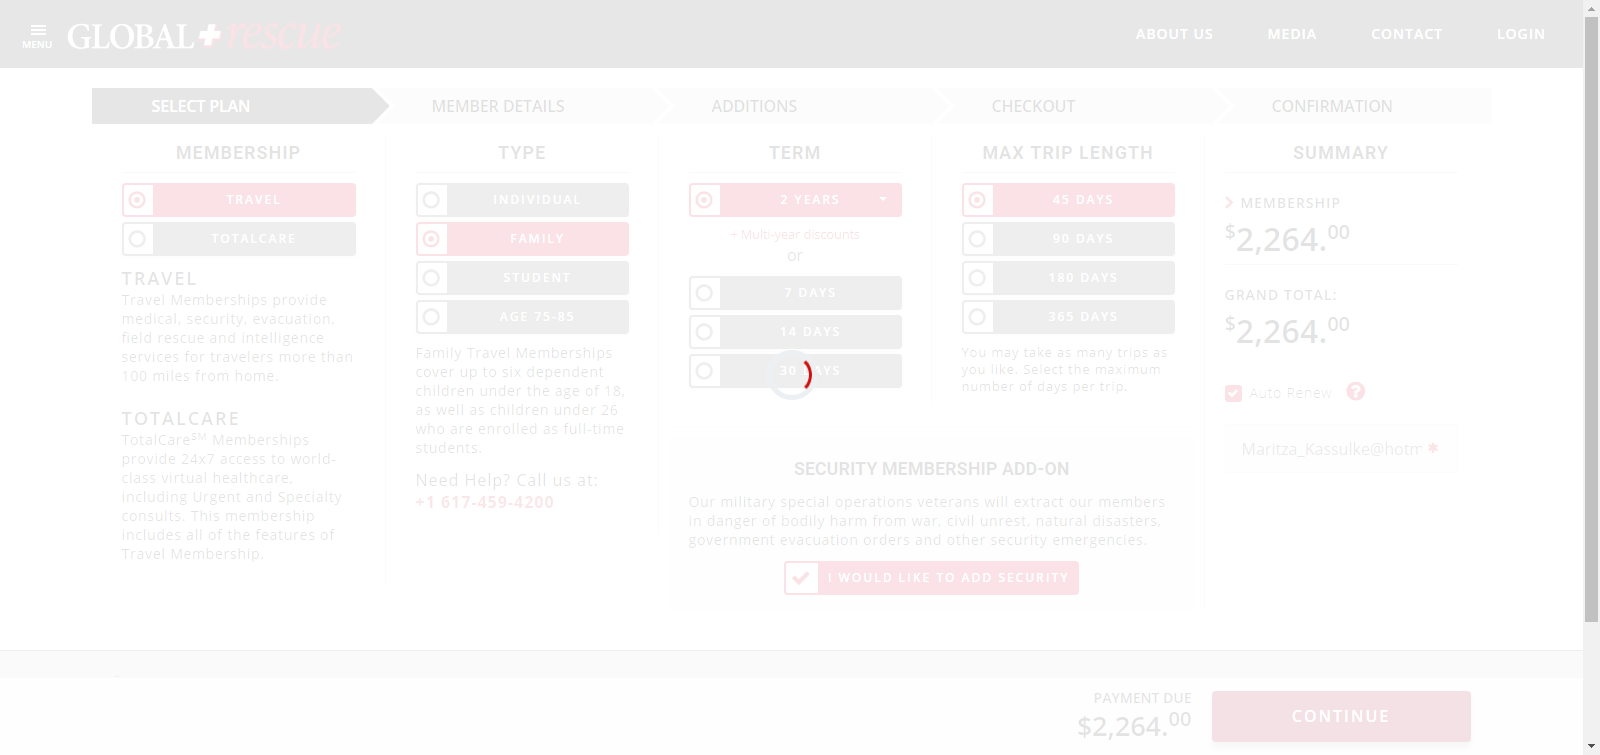 MENU
GLOBAL rescue
ABOUT US
MEDIA
CONTACT
LOGIN
SELECT PLAN
MEMBER DETAILS
ADDITIONS
CHECKOUT
CONFIRMATION
MEMBERSHIP
TRAVEL
TOTALCARE
TRAVEL
Travel Memberships provide
medical, security, evacuation,
field rescue and intelligence
services for travelers more than
100 miles from home.
TOTALCARE
TotalCareSM Memberships
provide 24x7 access to world-
class virtual healthcare,
including Urgent and Specialty
consults. This membership
includes all of the features of
Travel Membership.
TYPE
INDIVIDUAL
FAMILY
STUDENT
AGE 75-85
Family Travel Memberships
cover up to six dependent
children under the age of 18,
as well as children under 26
who are enrolled as full-time
students.
Need Help? Call us at:
+1 617-459-4200
TERM
2 YEARS
+ Multi-year discounts
or
7 DAYS
14 DAYS
30 DAYS
MAX TRIP LENGTH
45 DAYS
90 DAYS
180 DAYS
365 DAYS
You may take as many trips as
you like. Select the maximum
number of days per trip.
SECURITY MEMBERSHIP ADD-ON
Our military special operations veterans will extract our members
in danger of bodily harm from war, civil unrest, natural disasters,
government evacuation orders and other security emergencies.
I WOULD LIKE TO ADD SECURITY
SUMMARY
MEMBERSHIP
$2,264.00
GRAND TOTAL:
$2,264.00
Auto Renew ?
Maritza_Kassulke@hotm *
PAYMENT DUE
$2,264.00
CONTINUE